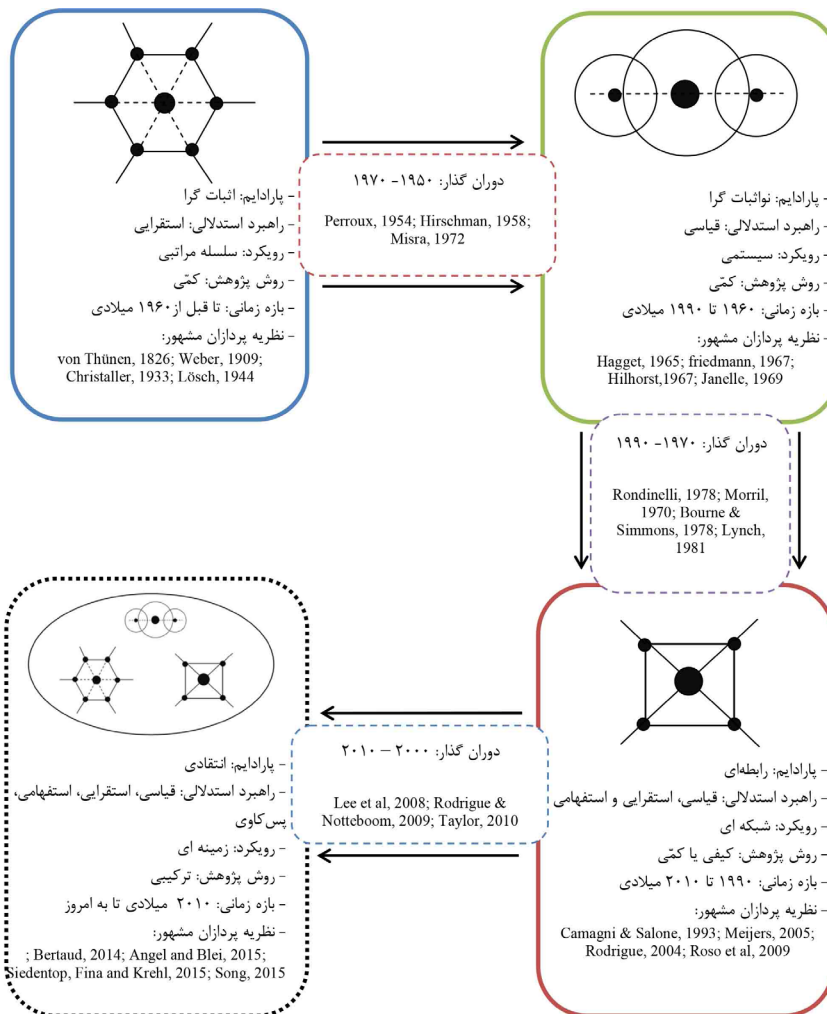 - پارادایم: اثبات گرا
- راهبرد استدلالی: استقرایی
- رویکرد: سلسله مراتبی
- روش پژوهش: کمّی
- بازه زمانی: تا قبل از ۱۹۶۰ میلادی
- نظریه پردازان مشهور:
von Thünen, 1826; Weber, 1909;
Christaller, 1933; Lösch, 1944
دوران گذار: ۱۹۵۰- ۱۹۷۰
Perroux, 1954; Hirschman, 1958;
Misra, 1972
- پارادایم: نواثبات گرا
- راهبرد استدلالی: قیاسی
- رویکرد: سیستمی
- روش پژوهش: کمّی
- بازه زمانی: ۱۹۶۰ تا ۱۹۹۰ میلادی
- نظریه پردازان مشهور:
Hagget, 1965; friedmann, 1967;
Hilhorst,1967; Janelle, 1969
دوران گذار: ۱۹۷۰- ۱۹۹۰
Rondinelli, 1978; Morril,
1970; Bourne &
Simmons, 1978; Lynch,
1981
- پارادایم: رابطه‌ای
- راهبرد استدلالی: قیاسی، استقرایی و استفهامی
- رویکرد: شبکه ای
- روش پژوهش: کیفی یا کمّی
- بازه زمانی: ۱۹۹۰ تا ۲۰۱۰ میلادی
- نظریه پردازان مشهور:
Camagni & Salone, 1993; Meijers, 2005;
Rodrigue, 2004; Roso et al, 2009
دوران گذار: ۲۰۰۰ – ۲۰۱۰
Lee et al, 2008; Rodrigue &
Notteboom, 2009; Taylor, 2010
- پارادایم: انتقادی
- راهبرد استدلالی: قیاسی، استقرایی، استفهامی،
پس‌کاوی
- رویکرد: زمینه ای
- روش پژوهش: ترکیبی
- بازه زمانی: ۲۰۱۰ میلادی تا به امروز
- نظریه پردازان مشهور:
; Bertaud, 2014; Angel and Blei, 2015;
Siedentop, Fina and Krehl, 2015; Song, 2015